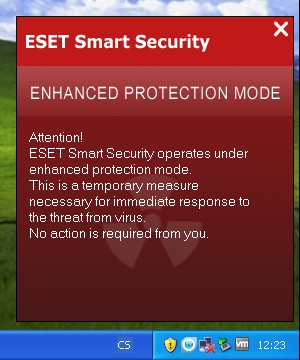 ESET Smart Security
ENHANCED PROTECTION MODE
Attention!
ESET Smart Security operates under
enhanced protection mode.
This is a temporary measure
necessary for immediate response to
the threat from virus.
No action is required from you.
CS
vm
12:23